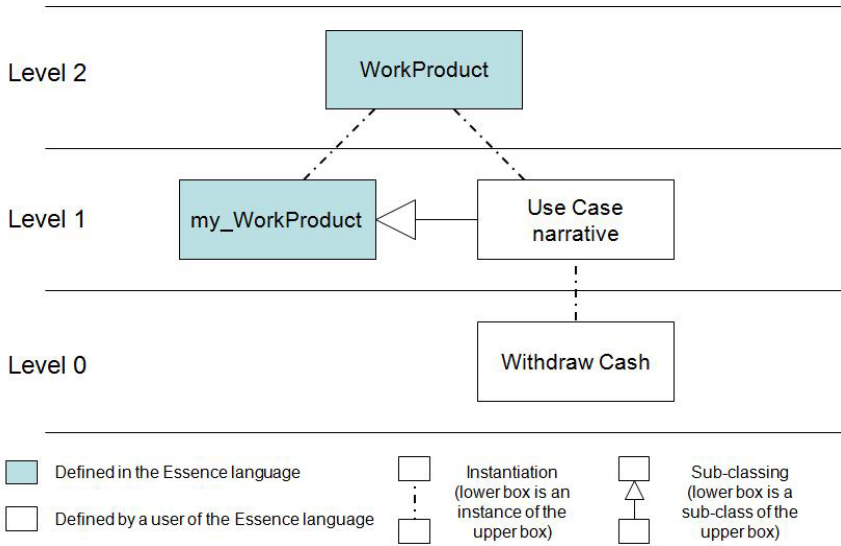 Level 2
WorkProduct
Level 1
my_WorkProduct
Use Case
narrative
Level 0
Withdraw Cash
Defined in the Essence language
Defined by a user of the Essence language
Instantiation
(lower box is an
instance of the
upper box)
Sub-classing
(lower box is a
sub-class of the
upper box)